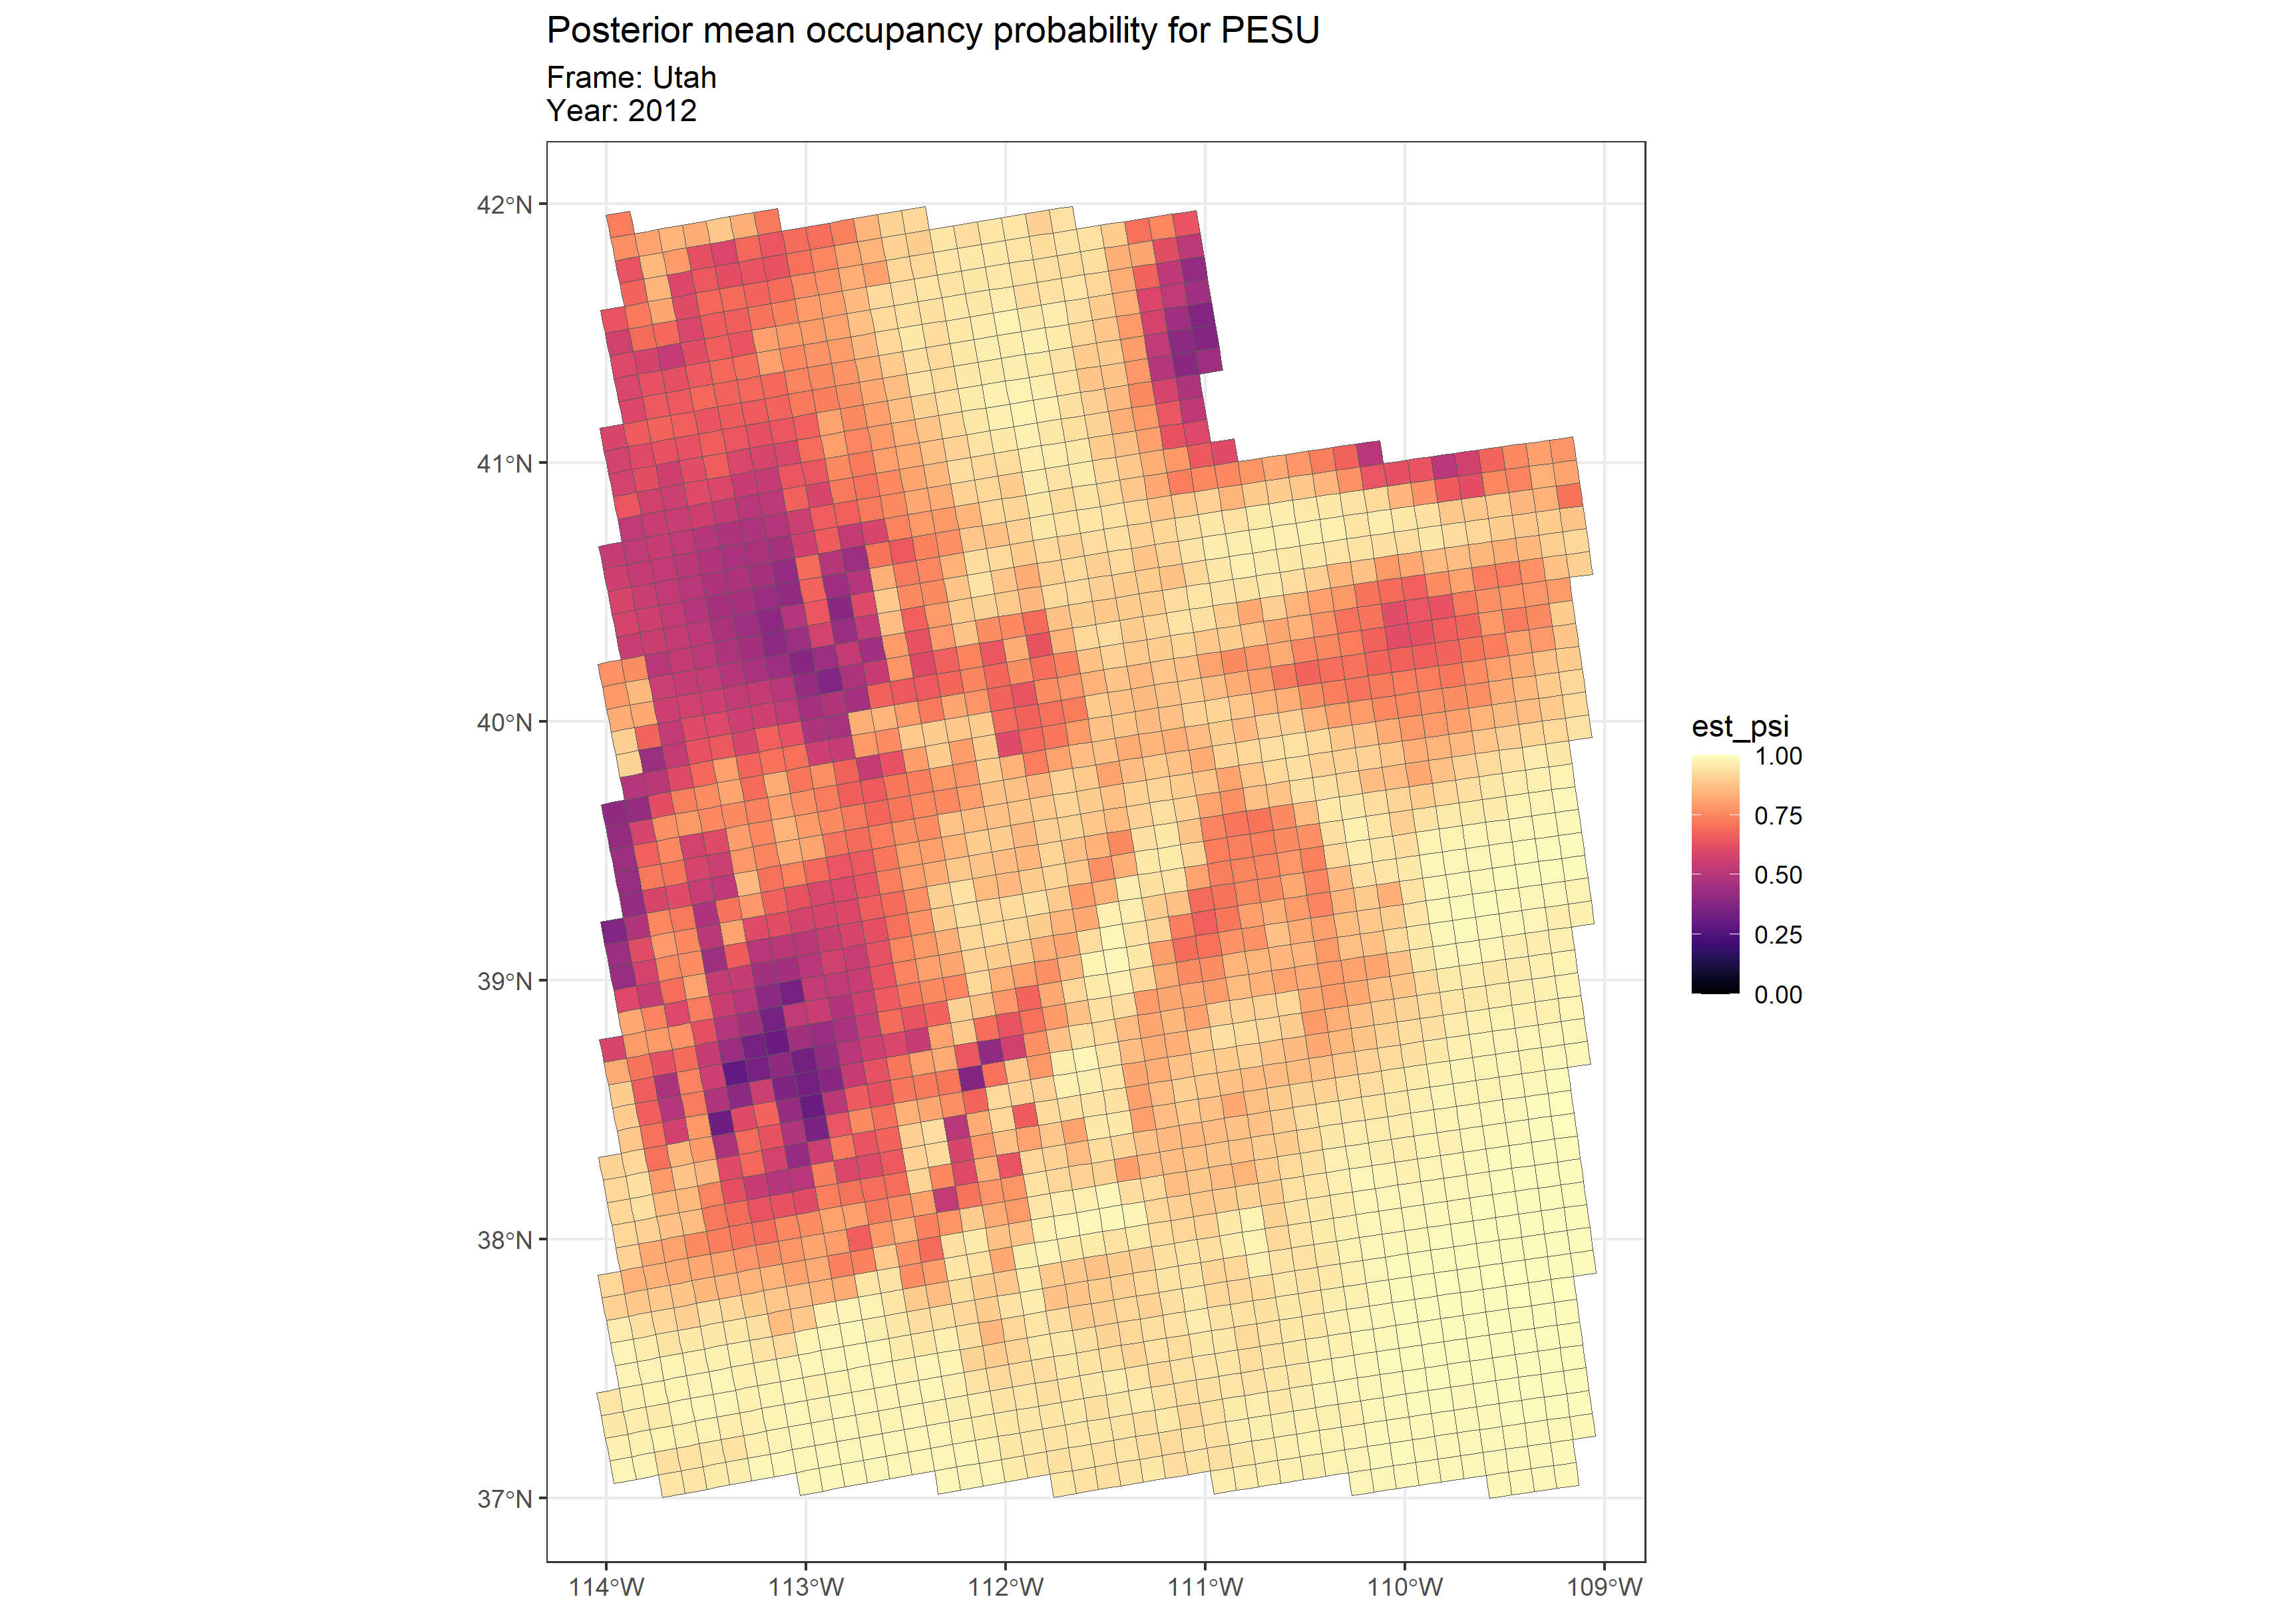 Posterior mean occupancy probability for PESU
Frame: Utah
Year: 2012
42°N
41°N
40°N
39°N
38°N
37°N
114°W 113°W 112°W 111°W 110°W 109°W
est_psi
1.00
0.75
0.50
0.25
0.00